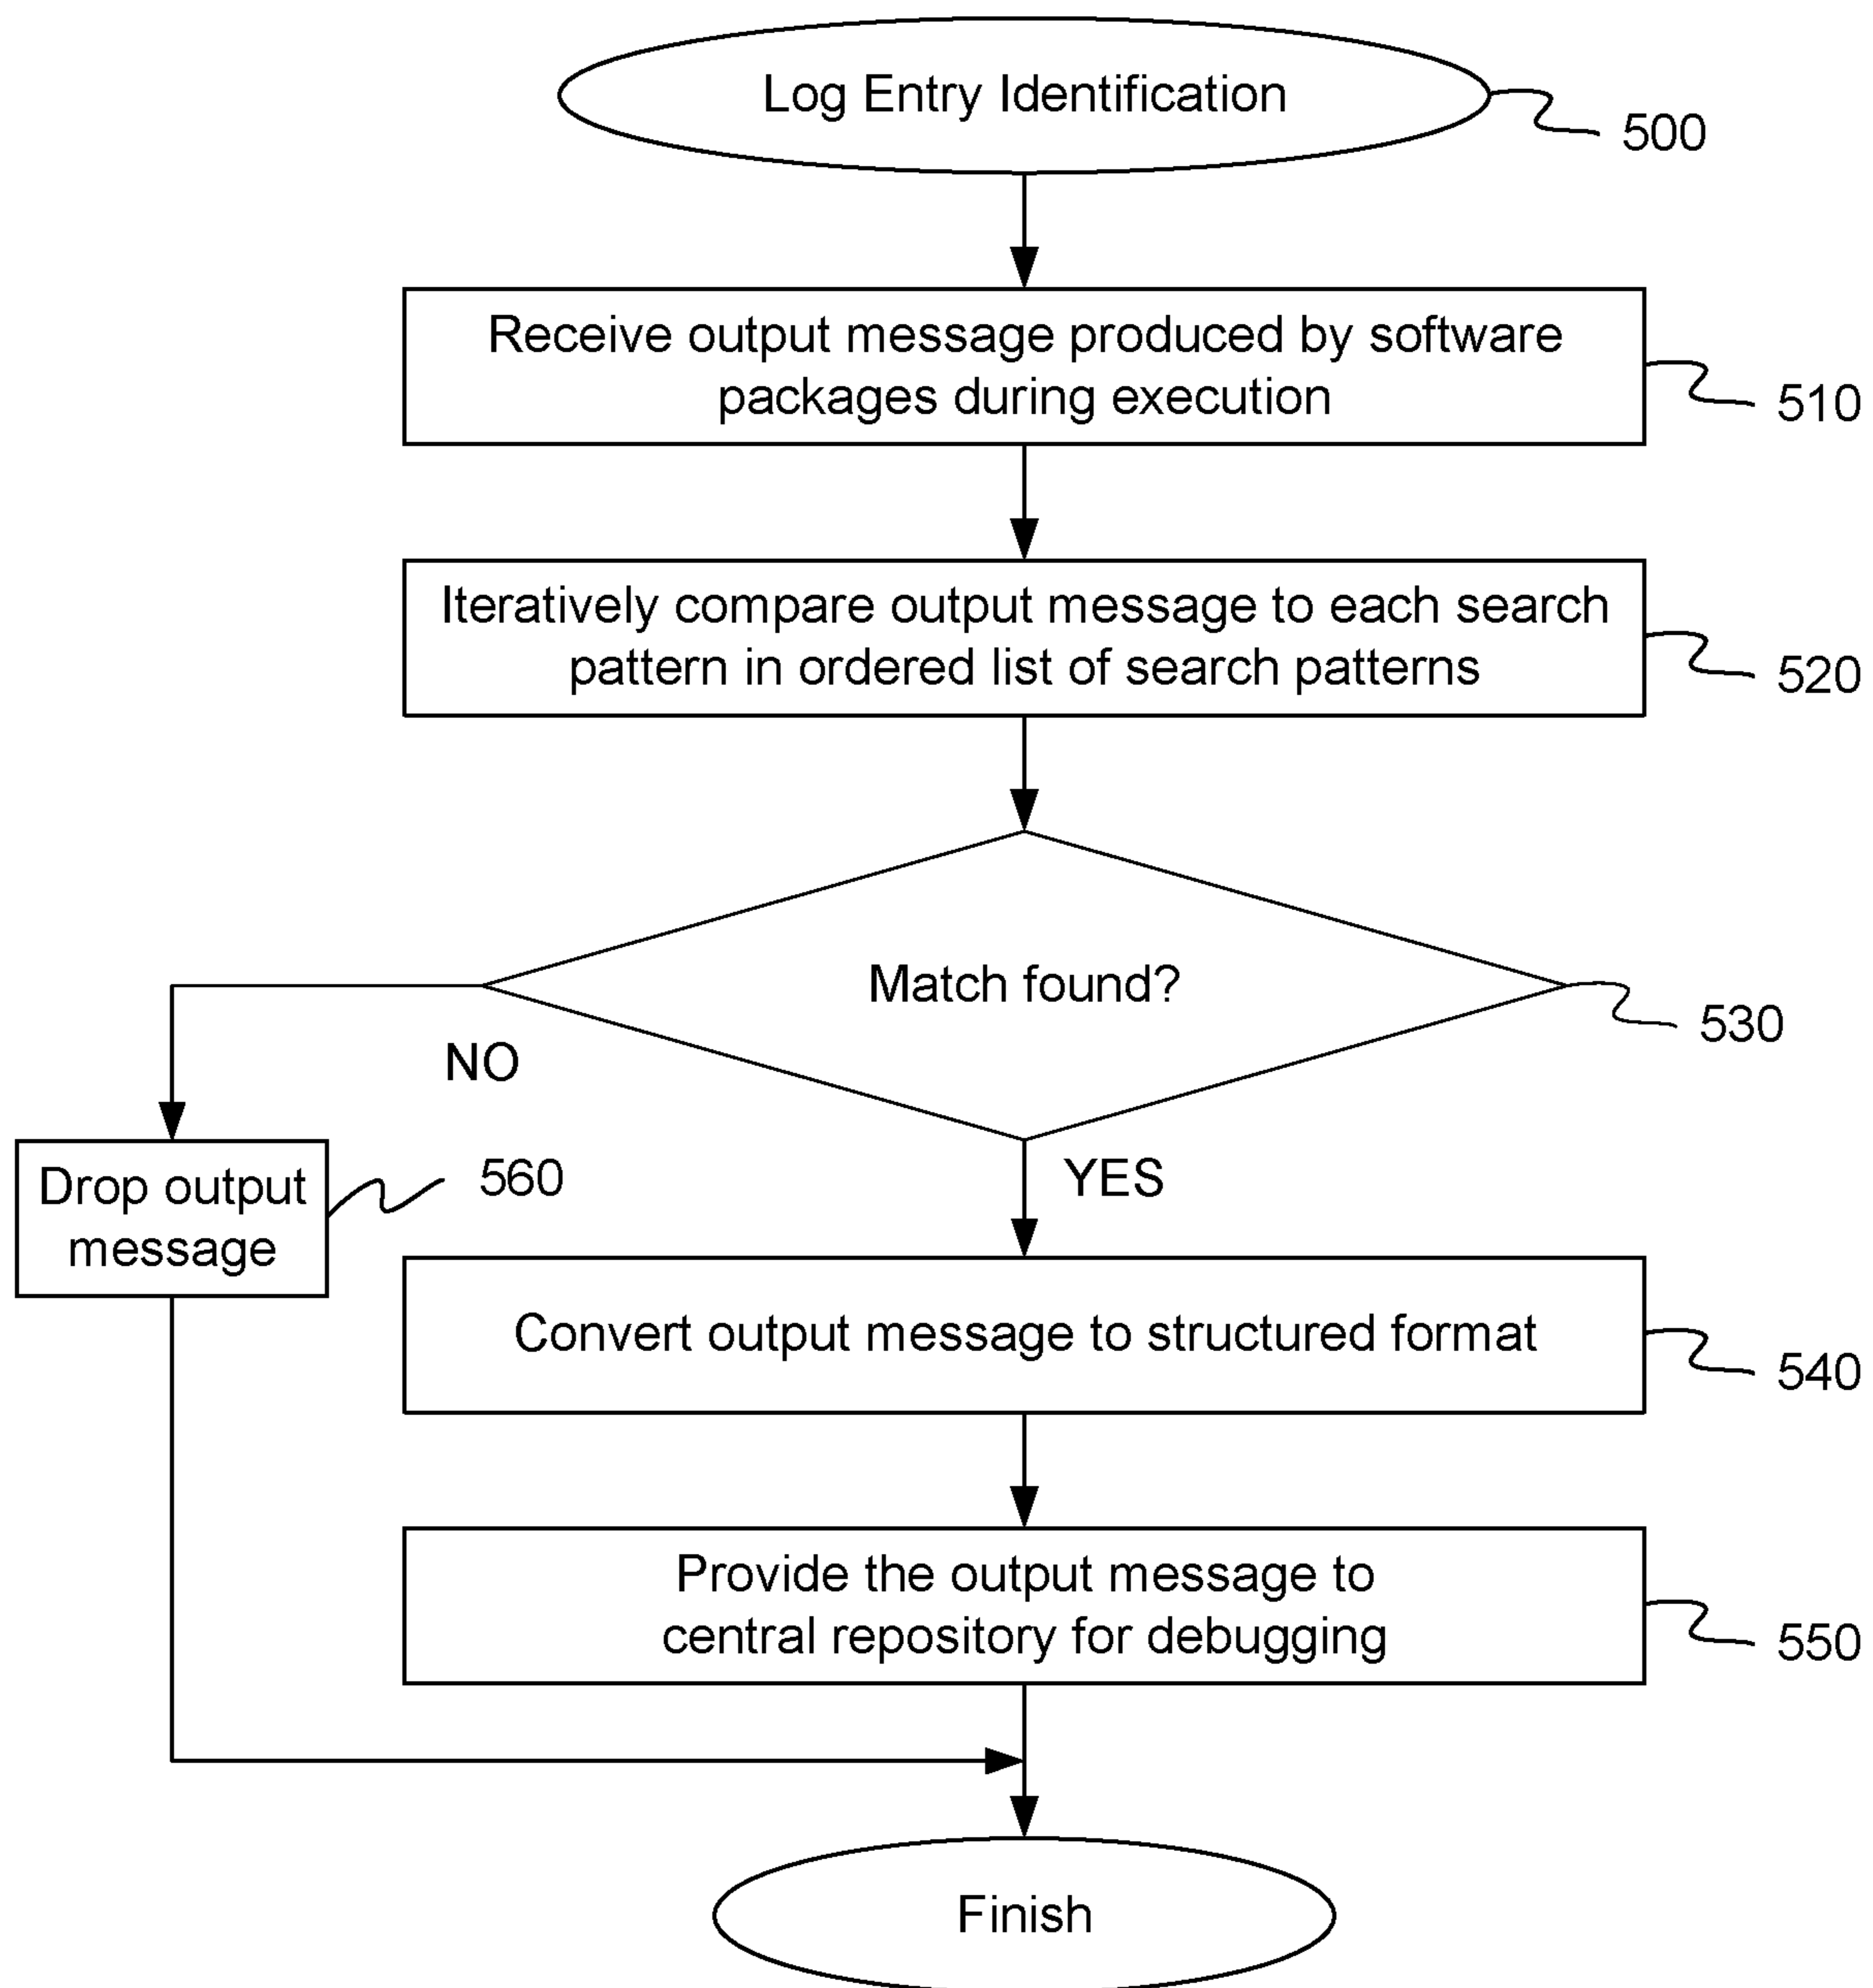 Log Entry Identification
500
Receive output message produced by software
packages during execution
510
Iteratively compare output message to each search
pattern in ordered list of search patterns
520
Match found?
530
NO
YES
Drop output
message
560
Convert output message to structured format
540
Provide the output message to
central repository for debugging
550
Finish